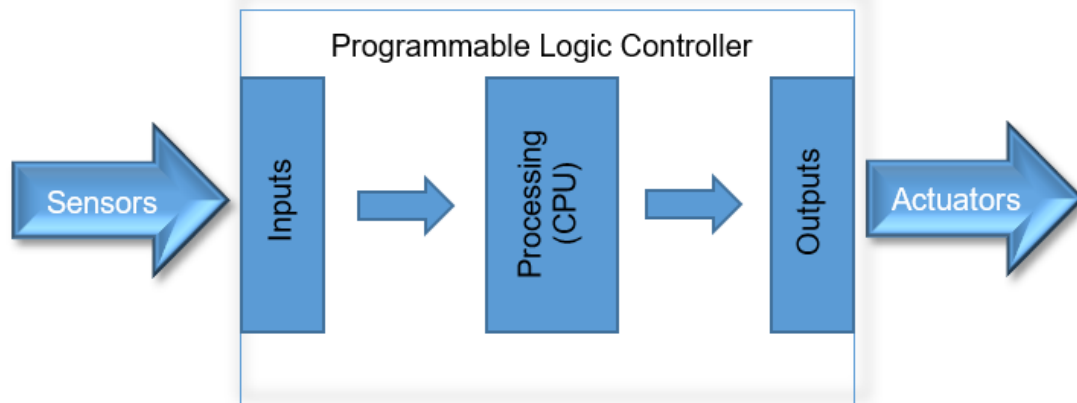 Programmable Logic Controller
Sensors
Inputs
Processing
(CPU)
Outputs
Actuators